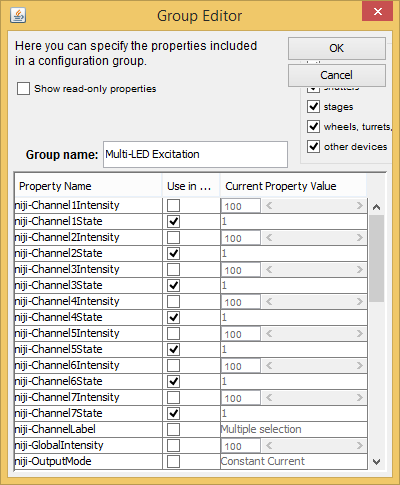 Group Editor
Here you can specify the properties included
in a configuration group.
OK
Cancel
Show read-only properties
stages
wheels, turrets,
other devices
Group name: Multi-LED Excitation
Property Name Use in ... Current Property Value
niji-Channel1Intensity 100
niji-Channel1State 1
niji-Channel2Intensity 100
niji-Channel2State 1
niji-Channel3Intensity 100
niji-Channel3State 1
niji-Channel4Intensity 100
niji-Channel4State 1
niji-Channel5Intensity 100
niji-Channel5State 1
niji-Channel6Intensity 100
niji-Channel6State 1
niji-Channel7Intensity 100
niji-Channel7State 1
niji-ChannelLabel Multiple selection
niji-GlobalIntensity 100
niji-OutputMode Constant Current